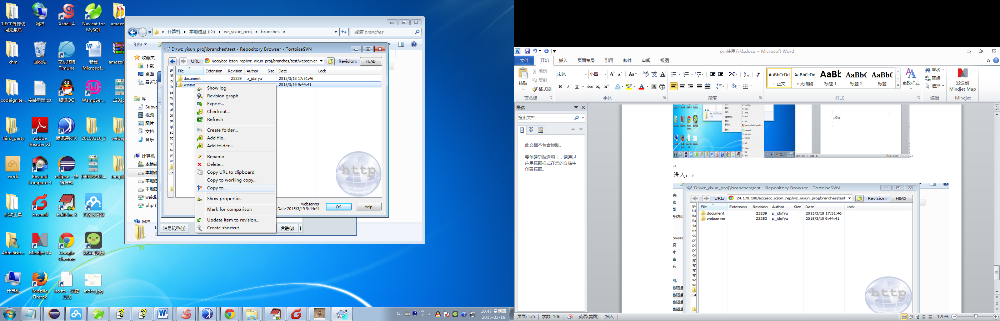 1.ECP外部访问先激活
网络
Xshell 4
Navicat for MySQL
amaze
chm
回收站
京东咚咚 TimLine
新建 Microsof...
amaze(
codeignite...
安装手册.txt
腾讯QQ
WampSer...
123.jp
third_party
Adobe Reader XI
腾讯通RTX
20150316_2
webap
work
Beyond Compare 4
eclipse - 快捷方式
(FBFD1460...
templa
启动工具
Foxmail
EditPlus 3
百度云管家
Administr...
Mindjet 14
Google Chrome
微信电脑版
计算机
Mozilla Firefox
hosts - 快捷方式
index.jpg
计算机 本地磁盘 (D:) wz_yixun_proj branches
搜索 branches
组织
收藏夹
下载
桌面
最近访
库
Subve
视频
图片
文档
音乐
计算机
本地磁
本地磁
本地磁
本地磁
weidia
php (\
网络
D:\wz_yixun_proj\branches\test - Repository Browser - TortoiseSVN
URL: 3/ecc/ecc_icson_rep/wz_yixun_proj/branches/test/webserver Revision: HEAD
File Extension Revision Author Size Date Lock
document 23239 p_jdxfyu 2015/3/18 17:51:46
webse 2015/3/19 9:44:41
Show log
Revision graph
Export...
Checkout...
Refresh
Create folder...
Add file...
Add folder...
Rename
Delete...
Copy URL to clipboard
Copy to working copy...
Copy to...
Show properties
Mark for comparison
Update item to revision...
Create shortcut
http
webserver
Date 2015/3/19 9:44:41
OK
Help
消息记录(H)
发送(S)
CH
10:47 星期四
2015-03-19
svn使用方法.docx - Microsoft Word
文件 开始 插入 页面布局 引用 邮件 审阅 视图
粘贴
剪切
复制
格式刷
剪贴板
宋体 小四
字体
段落
AaBbCcDd 正文
AaBbCcDd 无间隔
AaBb 标题 1
AaBbC 标题 2
AaBbC 标题
更改样式
样式
查找
替换
选择
编辑
发送到 Mindjet Map
Mindjet
导航
搜索文档
此文档不包含标题。
要创建导航选项卡，请通过
应用标题样式在您的文档中
创建标题。
进入：
D:\wz_yixun_proj\branches\test - Repository Browser - TortoiseSVN
URL: 24.178.188/ecc/ecc_icson_rep/wz_yixun_proj/branches/test Revision: HEAD
File Extension Revision Author Size Date Lock
document 23239 p_jdxfyu 2015/3/18 17:51:46
webserver 23253 p_jdxfyu 2015/3/19 9:44:41
http
页面: 5/5 字数: 106 英语(美国) 插入 120%